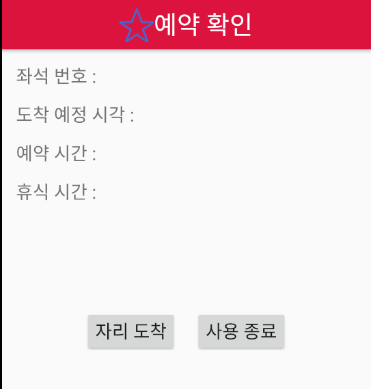 예약 확인
좌석 번호 :
도착 예정 시각 :
예약 시간 :
휴식 시간 :
자리 도착 사용 종료